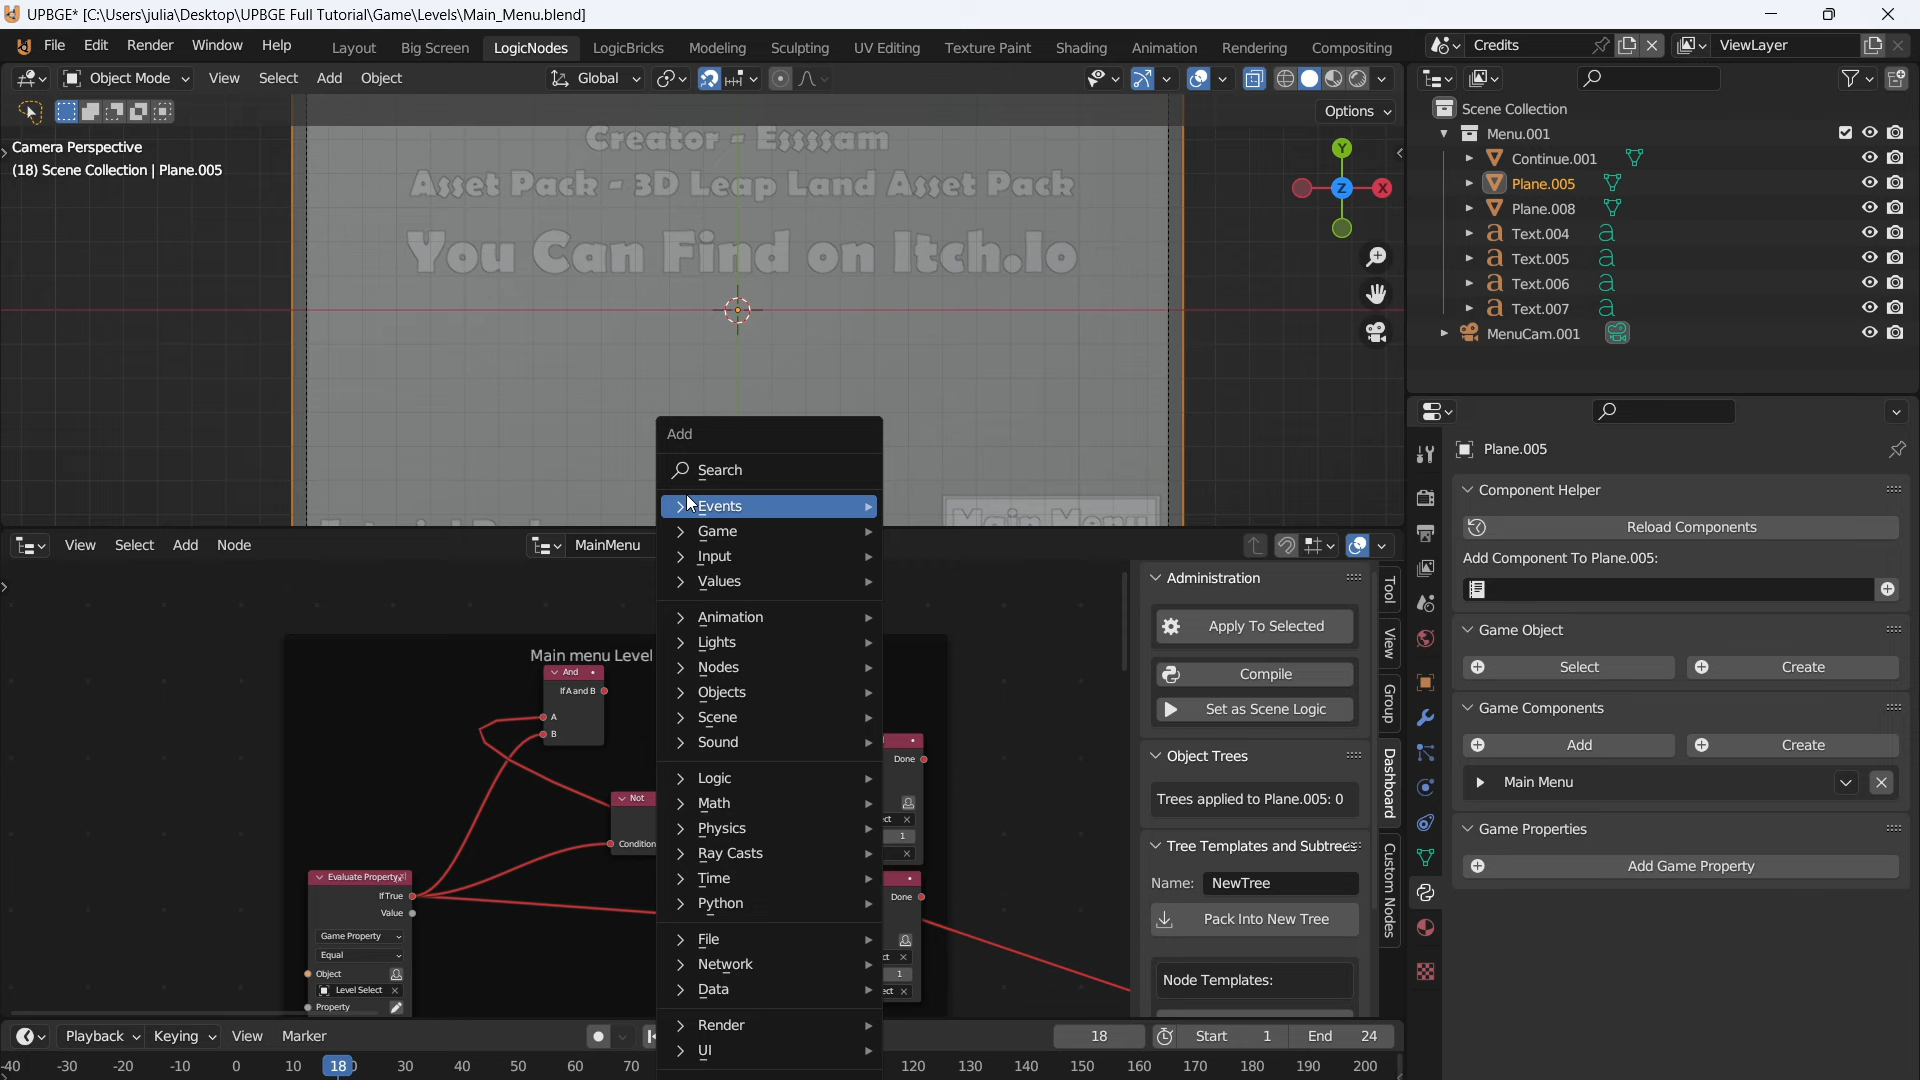 UPBGE* [C:\Users\julia\Desktop\UPBGE Full Tutorial\Game\Levels\Main_Menu.blend]
File Edit Render Window Help Layout Big Screen LogicNodes LogicBricks Modeling Sculpting UV Editing Texture Paint Shading Animation Rendering Compositing Credits ViewLayer
Object Mode View Select Add Object Global
Options
Camera Perspective
(18) Scene Collection | Plane.005
Creator - Esssssam
Asset Pack - 3D Leap Land Asset Pack
You Can Find on Itch.Io
Y
Z X
Main Menu
Scene Collection
Menu.001
Continue.001
Plane.005
Plane.008
Text.004
Text.005
Text.006
Text.007
MenuCam.001
Add
Search
Events
Game
Input
Values
Animation
Lights
Nodes
Objects
Scene
Sound
Logic
Math
Physics
Ray Casts
Time
Python
File
Network
Data
Render
UI
View Select Add Node MainMenu
Main menu Level
And
If A and B
A
B
Not
Condition
Evaluate Property
If True
Value
Game Property
Equal
Object
Level Select
Property
Done
ct
1
Done
ct
1
ect
Administration
Apply To Selected
Compile
Set as Scene Logic
Object Trees
Trees applied to Plane.005: 0
Tree Templates and Subtrees
Name: NewTree
Pack Into New Tree
Node Templates:
Tool
View
Group
Dashboard
Custom Nodes
Plane.005
Component Helper
Reload Components
Add Component To Plane.005:
Game Object
Select Create
Game Components
Add Create
Main Menu
Game Properties
Add Game Property
Playback Keying View Marker 18 Start 1 End 24
-40 -30 -20 -10 0 10 18 30 40 50 60 70 120 130 140 150 160 170 180 190 200